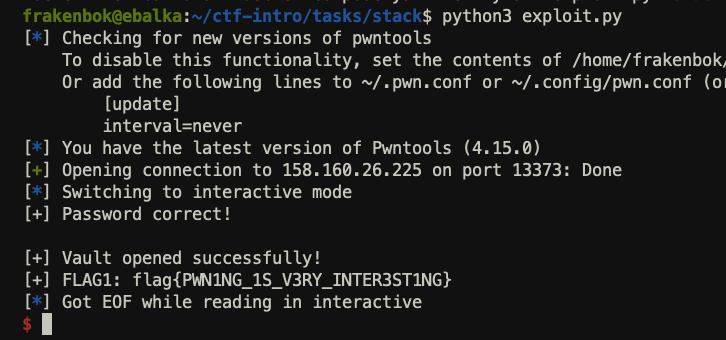 frakenbok@ebalka:~/ctf-intro/tasks/stack$ python3 exploit.py
[*] Checking for new versions of pwntools
To disable this functionality, set the contents of /home/frakenbok/
Or add the following lines to ~/.pwn.conf or ~/.config/pwn.conf (or
[update]
interval=never
[*] You have the latest version of Pwntools (4.15.0)
[+] Opening connection to 158.160.26.225 on port 13373: Done
[*] Switching to interactive mode
[+] Password correct!
[+] Vault opened successfully!
[+] FLAG1: flag{PWN1NG_1S_V3RY_INTER3ST1NG}
[*] Got EOF while reading in interactive
$